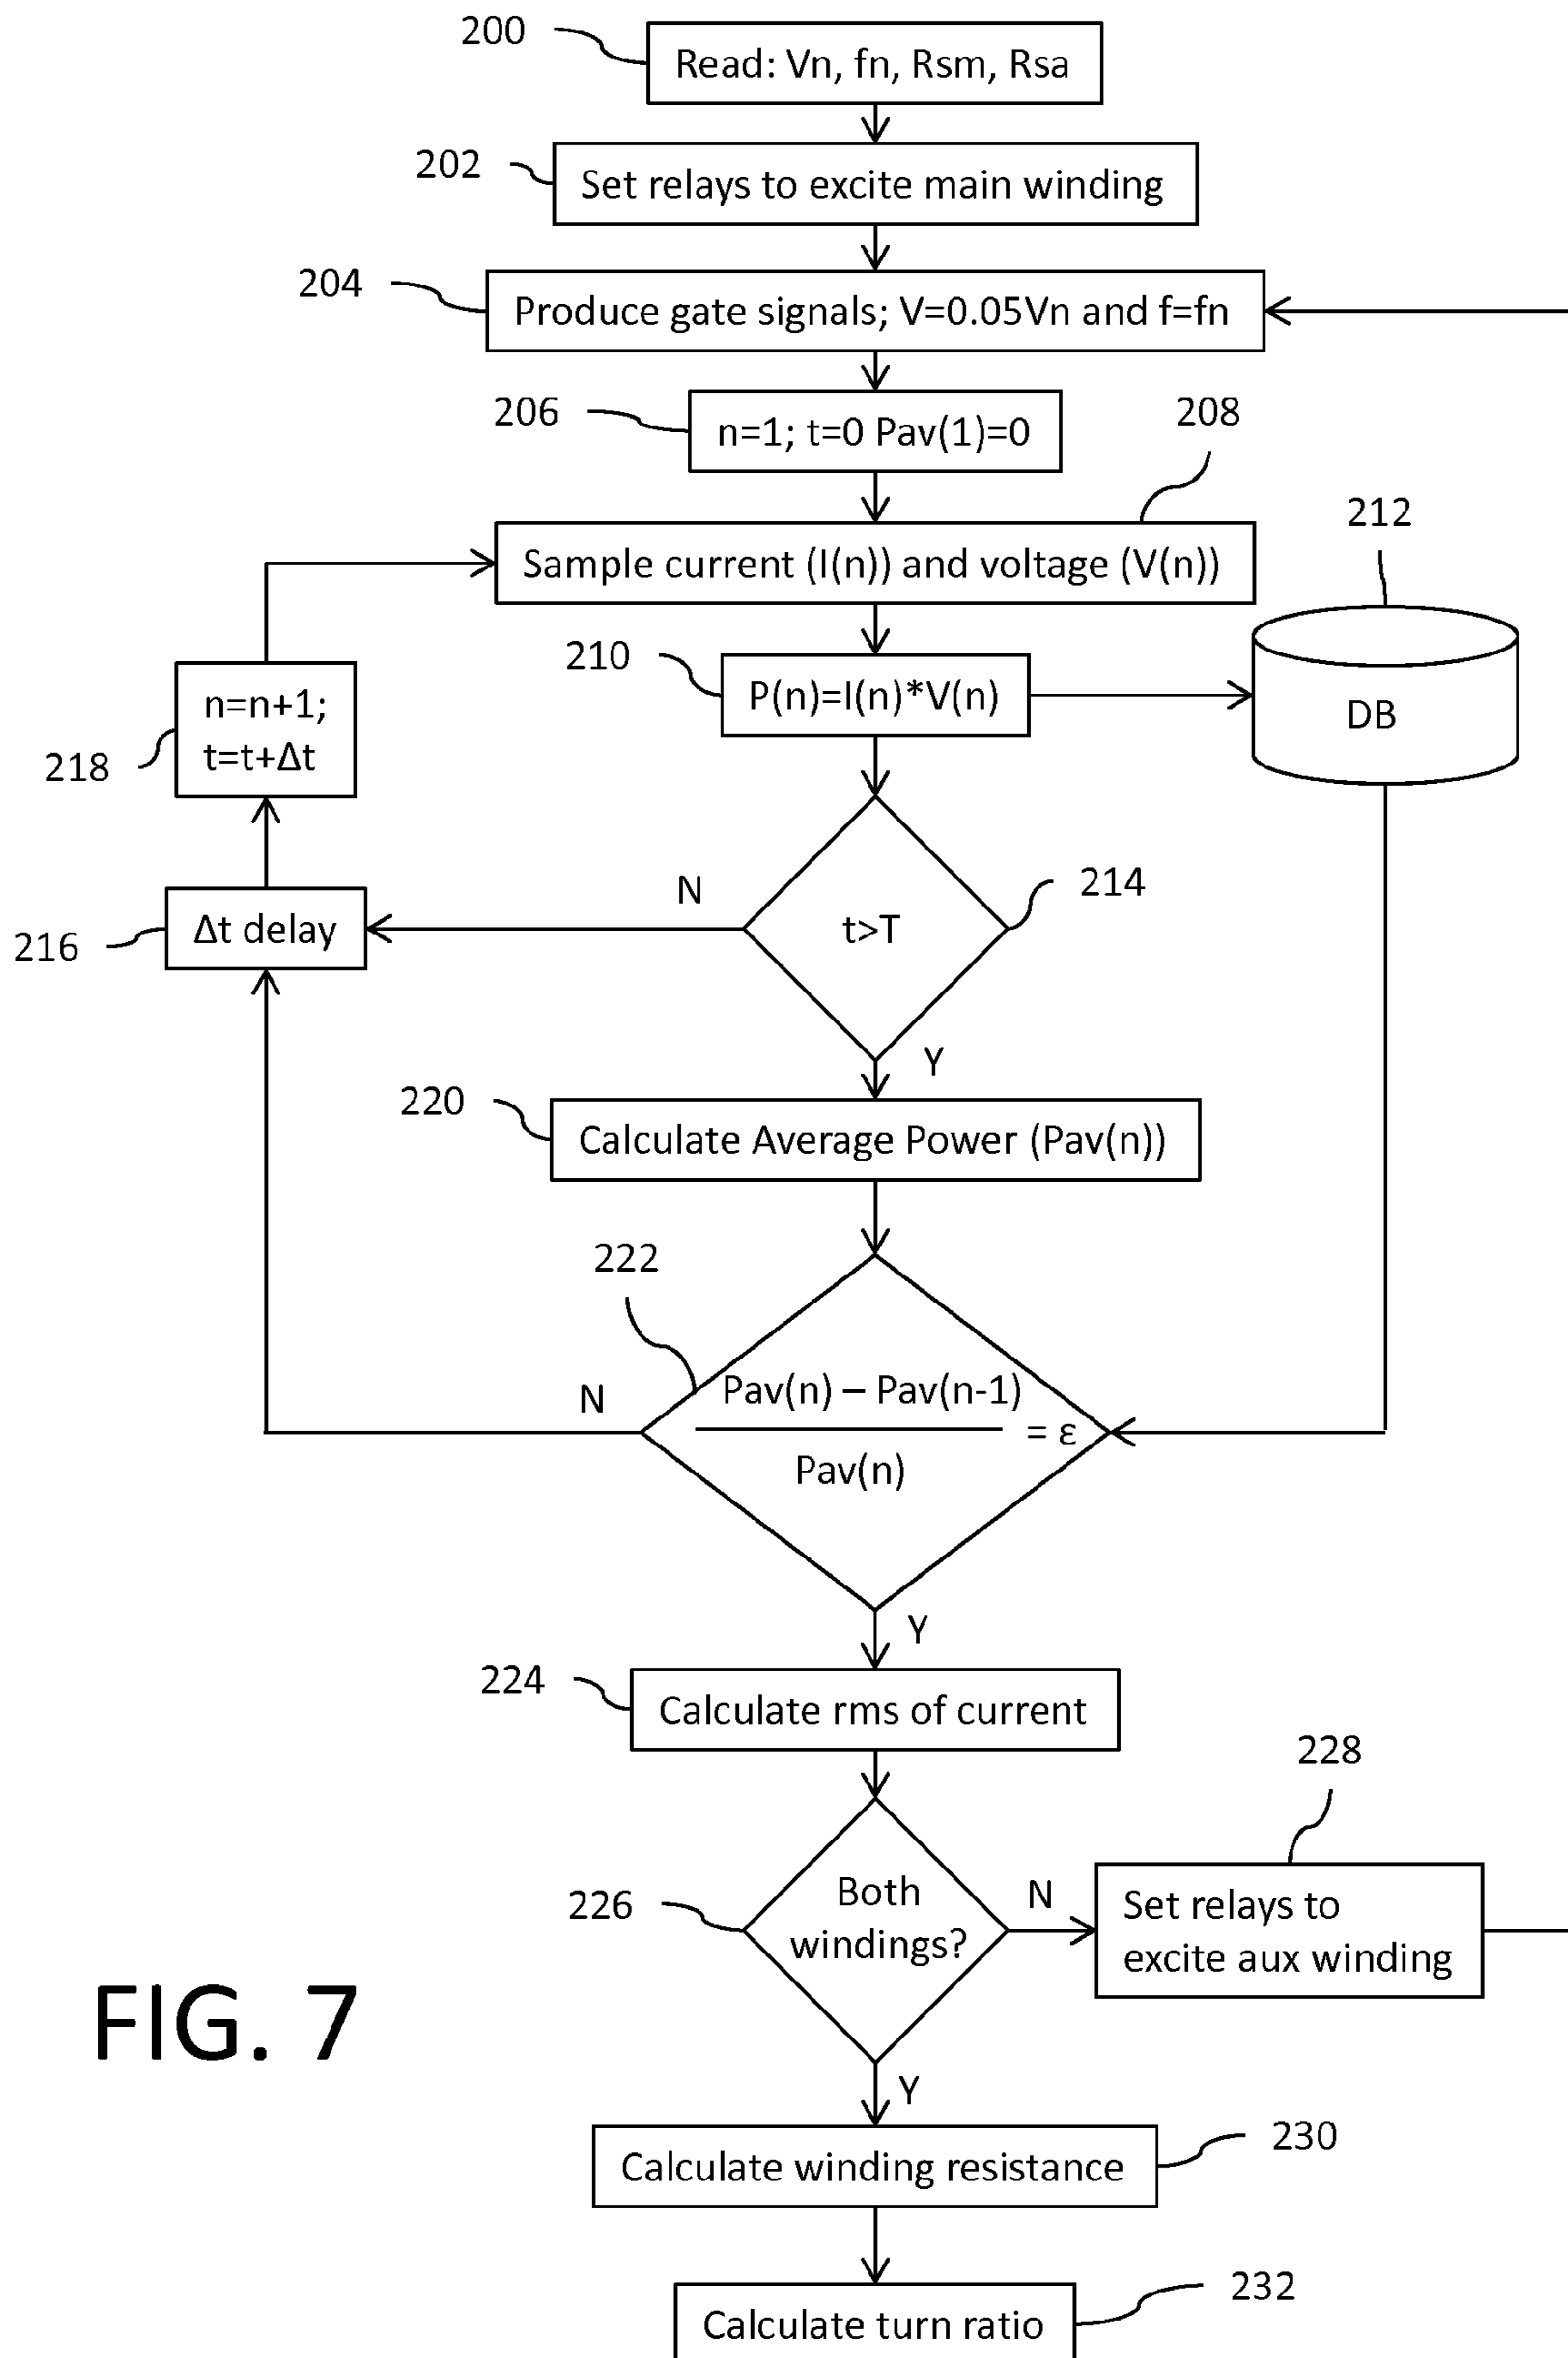 200
Read: Vn, fn, Rsm, Rsa
202
Set relays to excite main winding
204
Produce gate signals; V=0.05Vn and f=fn
206
n=1; t=0 Pav(1)=0
208
Sample current (I(n)) and voltage (V(n))
212
210
P(n)=I(n)*V(n)
DB
n=n+1;
t=t+Δt
218
N
214
t>T
Δt delay
216
Y
220
Calculate Average Power (Pav(n))
222
N
Pav(n) – Pav(n-1)
= ε
Pav(n)
Y
224
Calculate rms of current
228
226
Both
windings?
N
Set relays to
excite aux winding
FIG. 7
Y
230
Calculate winding resistance
232
Calculate turn ratio